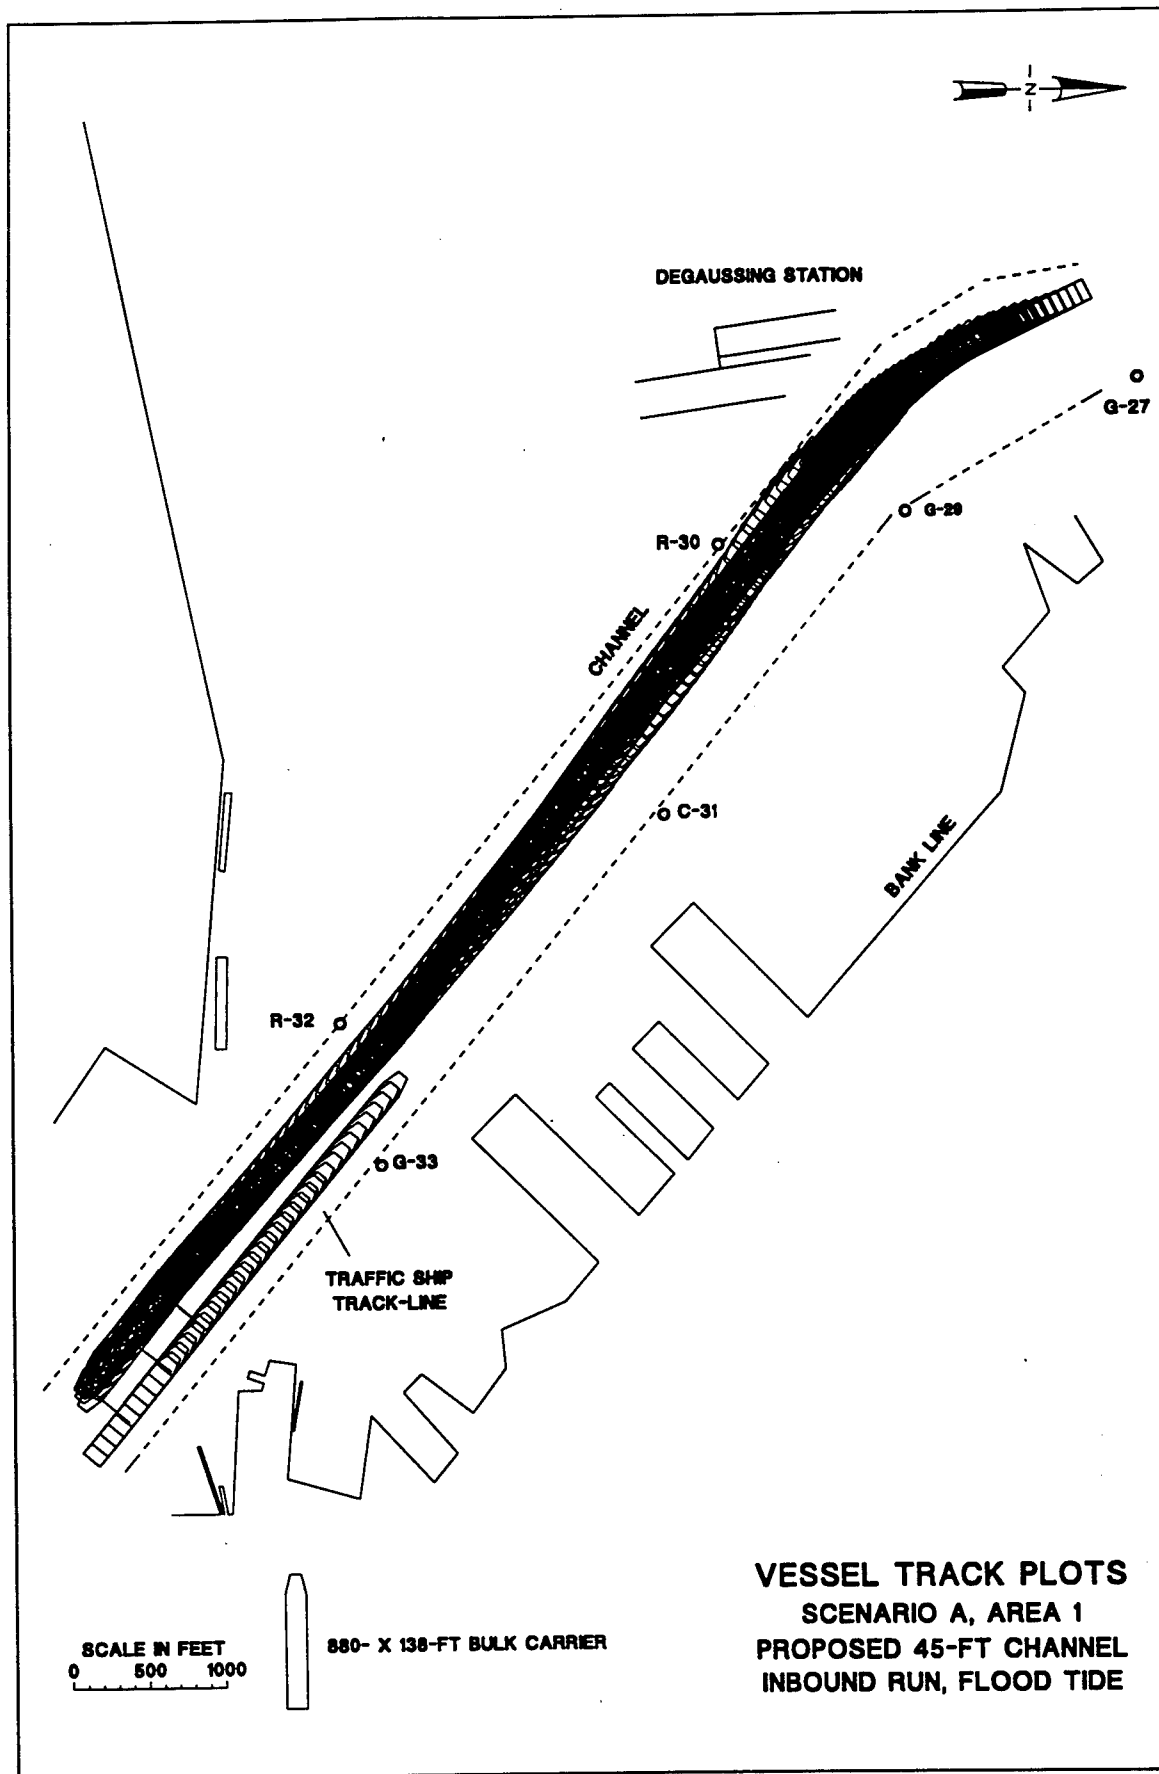 N
DEGAUSSING STATION
G-27
G-29
R-30
CHANNEL
C-31
BANK LINE
R-32
G-33
TRAFFIC SHIP
TRACK-LINE
VESSEL TRACK PLOTS
SCENARIO A, AREA 1
PROPOSED 45-FT CHANNEL
INBOUND RUN, FLOOD TIDE
880- X 138-FT BULK CARRIER
SCALE IN FEET
0 500 1000